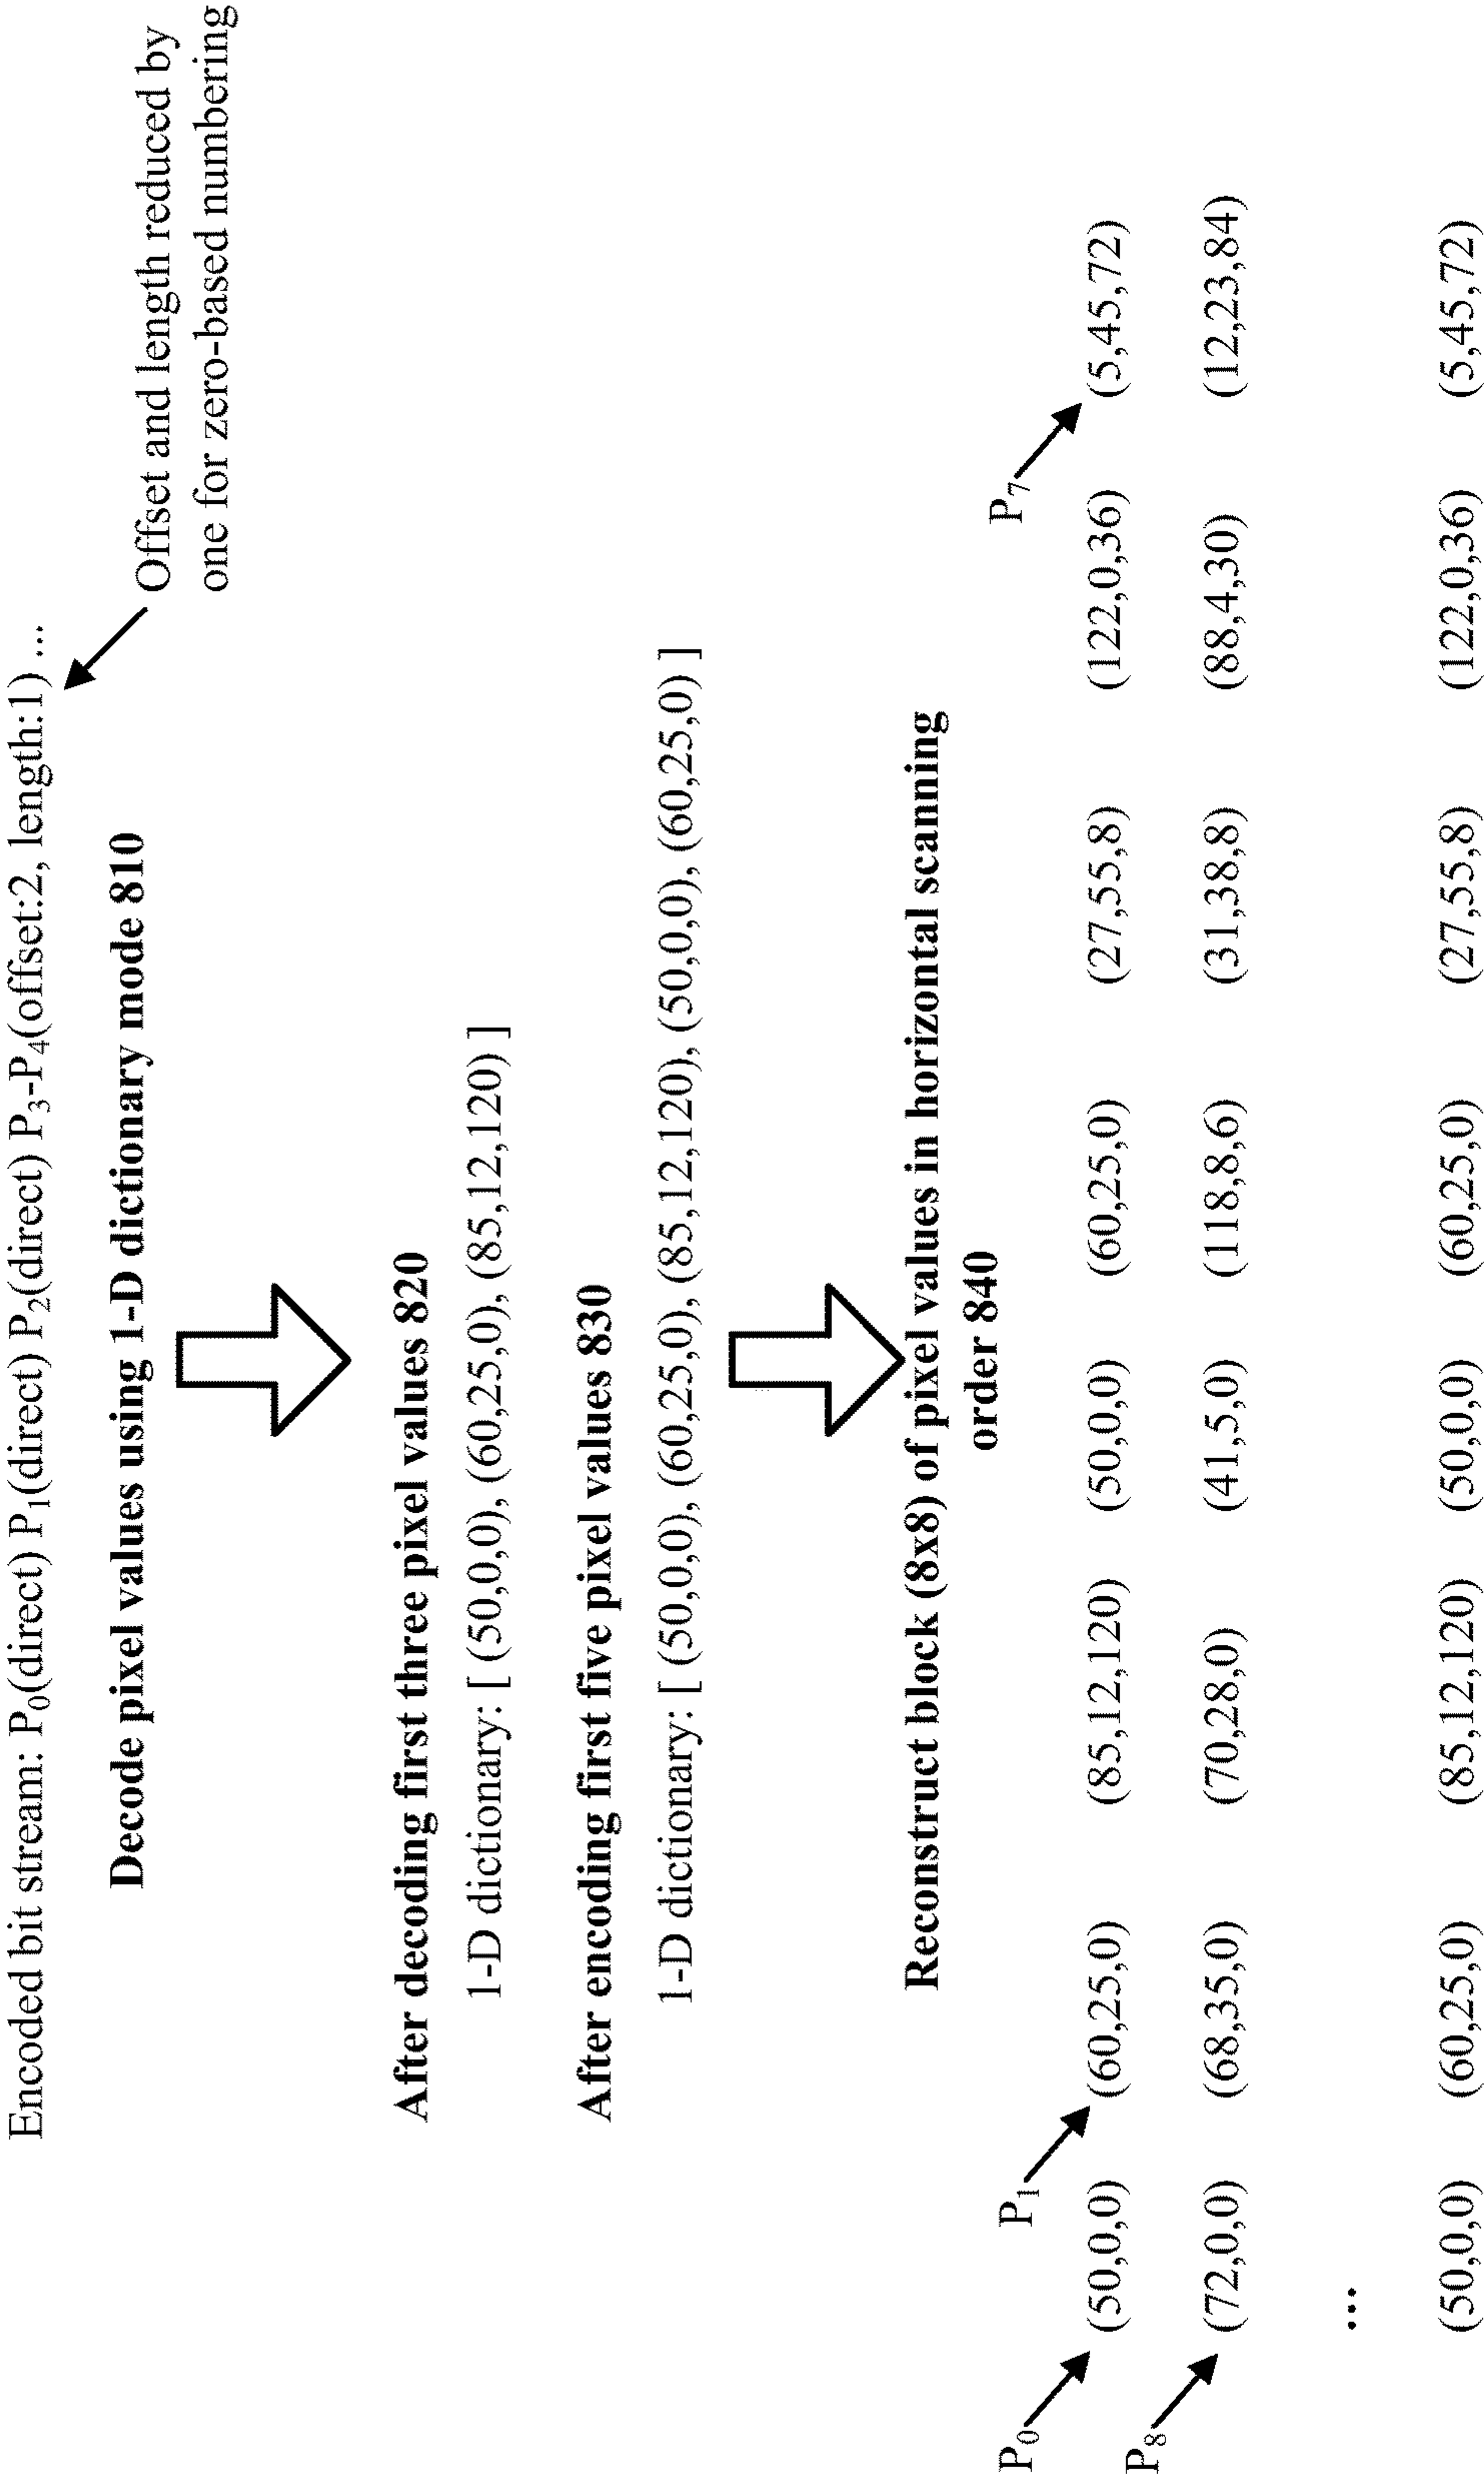 Encoded bit stream: P₀(direct) P₁(direct) P₂(direct) P₃-P₄(offset:2, length:1) ...
Offset and length reduced by
one for zero-based numbering
Decode pixel values using 1-D dictionary mode 810
After decoding first three pixel values 820
1-D dictionary: [ (50,0,0), (60,25,0), (85,12,120) ]
After encoding first five pixel values 830
1-D dictionary: [ (50,0,0), (60,25,0), (85,12,120), (50,0,0), (60,25,0) ]
Reconstruct block (8x8) of pixel values in horizontal scanning
order 840
P₀ P₁ P₇
(50,0,0) (60,25,0) (85,12,120) (50,0,0) (60,25,0) (27,55,8) (122,0,36) (5,45,72)
P₈
(72,0,0) (68,35,0) (70,28,0) (41,5,0) (118,8,6) (31,38,8) (88,4,30) (12,23,84)
...
(50,0,0) (60,25,0) (85,12,120) (50,0,0) (60,25,0) (27,55,8) (122,0,36) (5,45,72)